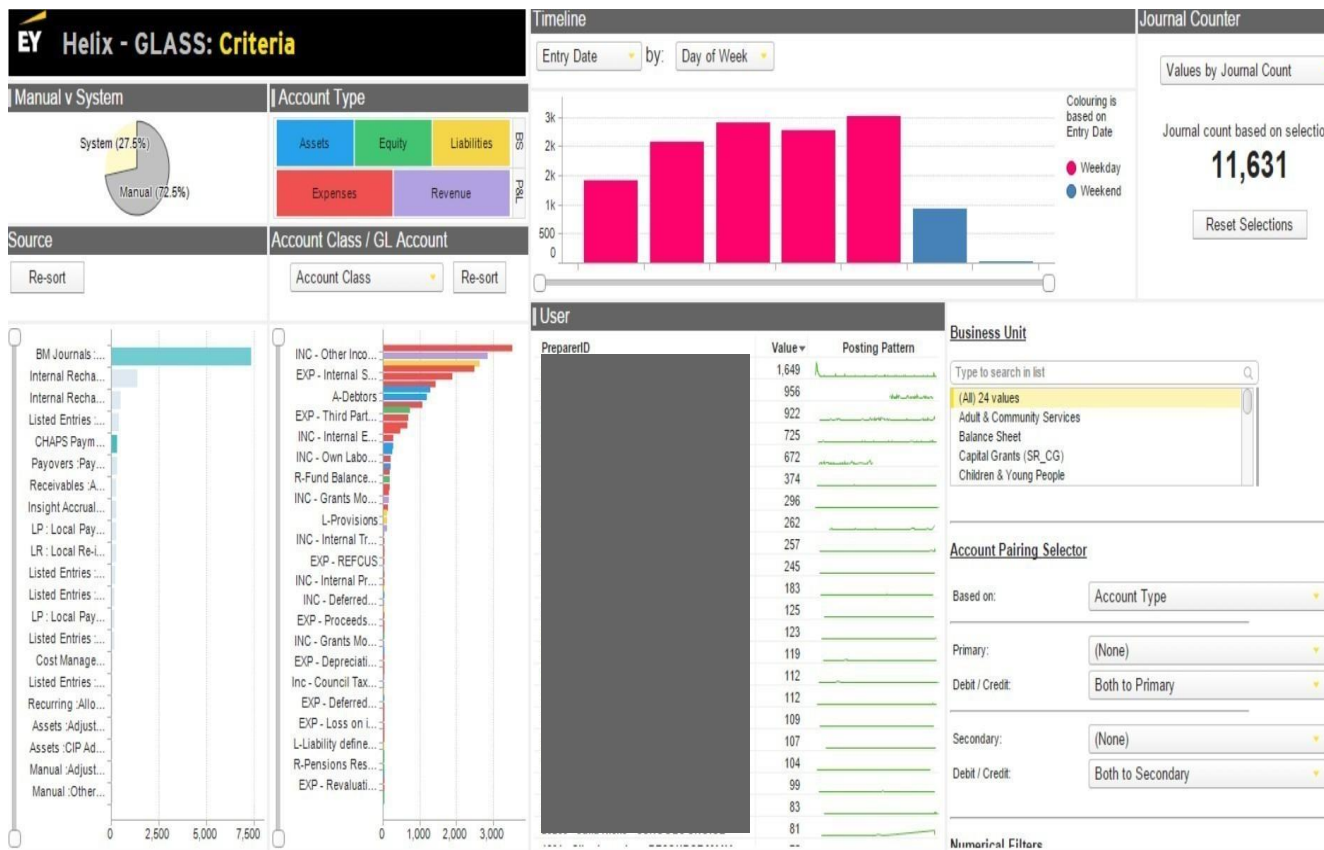 EY Helix - GLASS: Criteria
Manual v System
System (27.5%)
Manual (72.5%)
Account Type
Assets
Equity
Liabilities
BS
Expenses
Revenue
P&L
Source
Re-sort
BM Journals :...
Internal Recha...
Internal Recha...
Listed Entries :...
CHAPS Paym...
Payovers :Pay...
Receivables :A...
Insight Accrual...
LP : Local Pay...
LR : Local Re-i...
Listed Entries :...
Listed Entries :...
LP : Local Pay...
Listed Entries :...
Cost Manage...
Listed Entries :...
Recurring :Allo...
Assets :Adjust...
Assets :CIP Ad...
Manual :Adjust...
Manual :Other...
0 2,500 5,000 7,500
Account Class / GL Account
Account Class
Re-sort
INC - Other Inco...
EXP - Internal S...
A-Debtors
EXP - Third Part...
INC - Internal E...
INC - Own Labo...
R-Fund Balance...
INC - Grants Mo...
L-Provisions
INC - Internal Tr...
EXP - REFCUS
INC - Internal Pr...
INC - Deferred...
EXP - Proceeds...
INC - Grants Mo...
EXP - Depreciati...
Inc - Council Tax...
EXP - Deferred...
EXP - Loss on i...
L-Liability define...
R-Pensions Res...
EXP - Revaluati...
0 1,000 2,000 3,000
Timeline
Entry Date by: Day of Week
3k
2k
2k
1k
500
0
Colouring is
based on
Entry Date
Weekday
Weekend
Journal Counter
Values by Journal Count
Journal count based on selectio
11,631
Reset Selections
User
PreparerID Value Posting Pattern
1,649
956
922
725
672
374
296
262
257
245
183
125
123
119
112
112
109
107
104
99
83
81
Business Unit
Type to search in list
(All) 24 values
Adult & Community Services
Balance Sheet
Capital Grants (SR_CG)
Children & Young People
Account Pairing Selector
Based on: Account Type
Primary: (None)
Debit / Credit: Both to Primary
Secondary: (None)
Debit / Credit: Both to Secondary
Numerical Filters